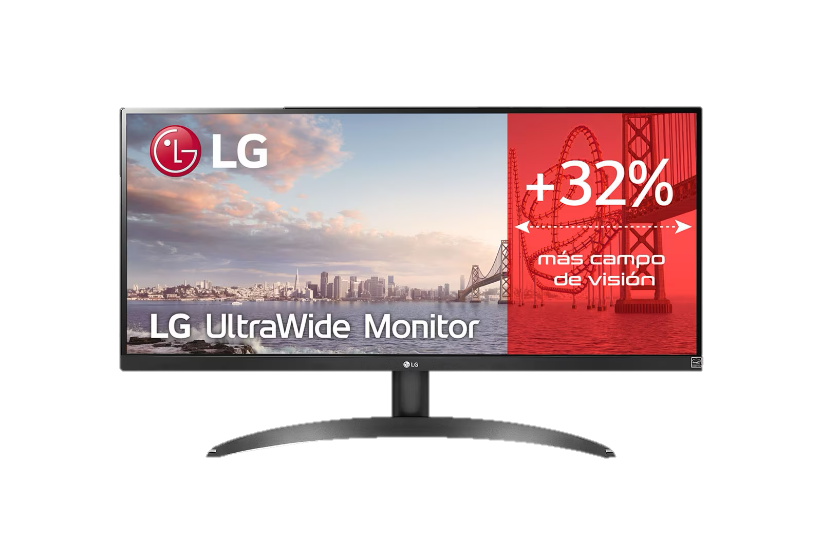 LG
+32%
más campo
de visión
LG UltraWide Monitor
LG